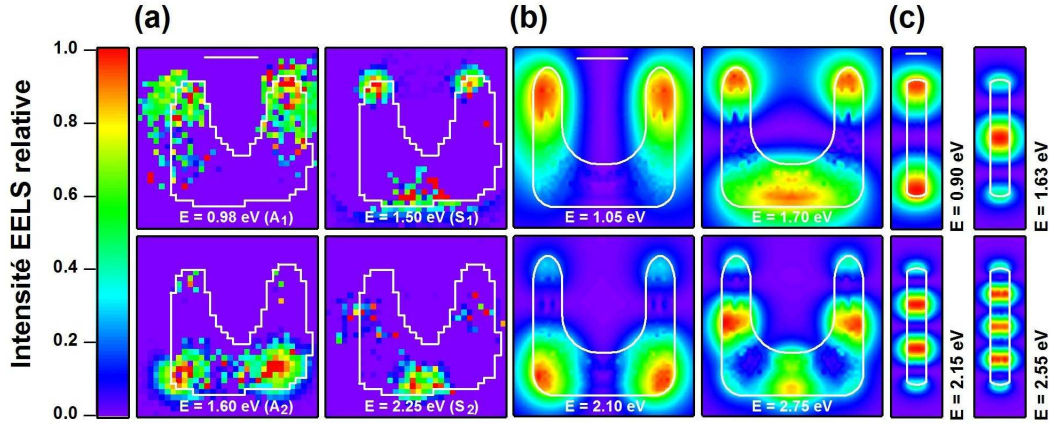 (a)
(b)
(c)
Intensité EELS relative
1.0
0.8
0.6
0.4
0.2
0.0
E = 0.98 eV (A1)
E = 1.50 eV (S1)
E = 1.05 eV
E = 1.70 eV
E = 0.90 eV
E = 1.63 eV
E = 1.60 eV (A2)
E = 2.25 eV (S2)
E = 2.10 eV
E = 2.75 eV
E = 2.15 eV
E = 2.55 eV